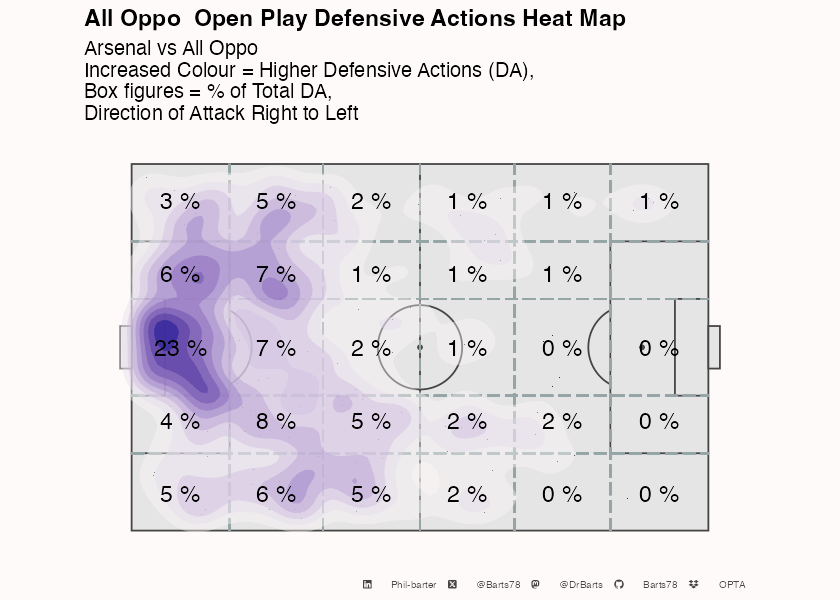 All Oppo  Open Play Defensive Actions Heat Map
Arsenal vs All Oppo
Increased Colour = Higher Defensive Actions (DA),
Box figures = % of Total DA,
Direction of Attack Right to Left
3 % 5 % 2 % 1 % 1 % 1 %
6 % 7 % 1 % 1 % 1 %
23 % 7 % 2 % 1 % 0 % 0 %
4 % 8 % 5 % 2 % 2 % 0 %
5 % 6 % 5 % 2 % 0 % 0 %
Phil-barter @Barts78 @DrBarts Barts78 OPTA